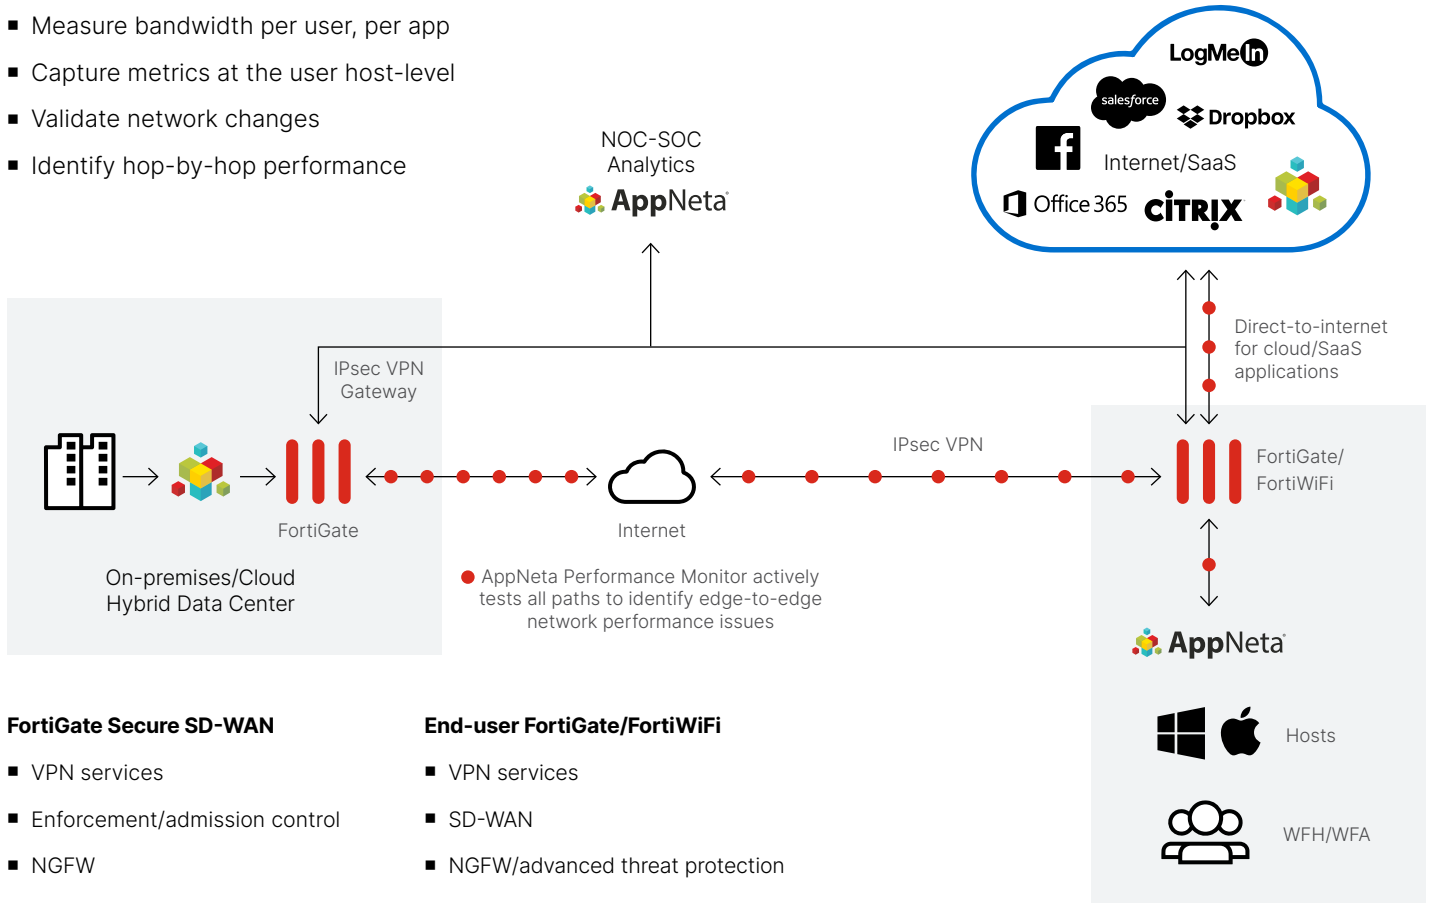 ▪ Measure bandwidth per user, per app
▪ Capture metrics at the user host-level
▪ Validate network changes
▪ Identify hop-by-hop performance
NOC-SOC
Analytics
AppNeta
LogMeIn
salesforce
Dropbox
Internet/SaaS
Office 365
CİTRIX
Direct-to-internet
for cloud/SaaS
applications
IPsec VPN
Gateway
IPsec VPN
FortiGate/
FortiWiFi
FortiGate
Internet
On-premises/Cloud
Hybrid Data Center
AppNeta Performance Monitor actively
tests all paths to identify edge-to-edge
network performance issues
AppNeta
Hosts
WFH/WFA
FortiGate Secure SD-WAN
▪ VPN services
▪ Enforcement/admission control
▪ NGFW
End-user FortiGate/FortiWiFi
▪ VPN services
▪ SD-WAN
▪ NGFW/advanced threat protection